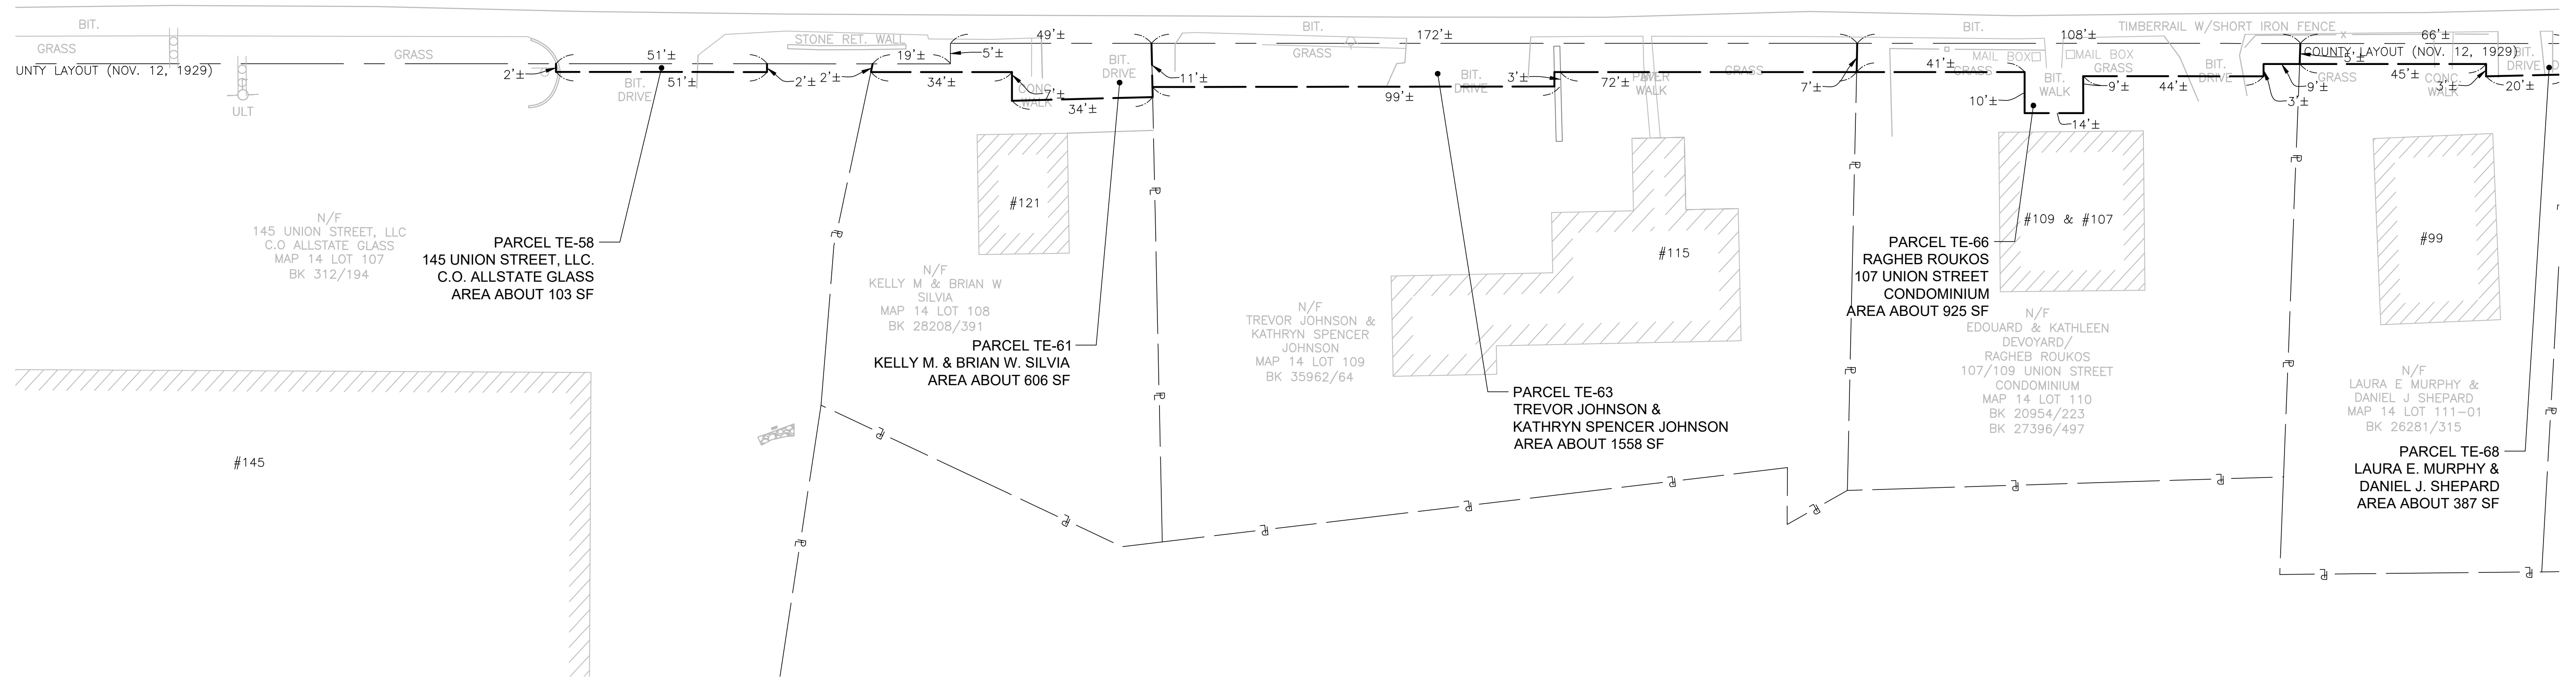 BIT.
GRASS
UNTY LAYOUT (NOV. 12, 1929)
ULT
GRASS
2'±
51'±
51'±
BIT.
DRIVE
2'±
STONE RET. WALL
2'±
19'±
34'±
5'±
49'±
7'±
CONC.
WALK
34'±
BIT.
DRIVE
11'±
BIT.
GRASS
172'±
99'±
BIT.
DRIVE
3'±
72'±
PAVER
WALK
GRASS
7'±
BIT.
41'±
GRASS
MAIL BOX
10'±
BIT.
WALK
14'±
108'±
MAIL BOX
GRASS
9'±
44'±
TIMBERRAIL W/SHORT IRON FENCE
X
BIT.
DRIVE
3'±
9'±
5'±
COUNTY LAYOUT (NOV. 12, 1929)
66'±
GRASS
45'±
CONC.
WALK
3'±
BIT.
DRIVE
20'±
N/F
145 UNION STREET, LLC
C.O ALLSTATE GLASS
MAP 14 LOT 107
BK 312/194
PARCEL TE-58
145 UNION STREET, LLC.
C.O. ALLSTATE GLASS
AREA ABOUT 103 SF
#145
#121
N/F
KELLY M & BRIAN W
SILVIA
MAP 14 LOT 108
BK 28208/391
PARCEL TE-61
KELLY M. & BRIAN W. SILVIA
AREA ABOUT 606 SF
N/F
TREVOR JOHNSON &
KATHRYN SPENCER
JOHNSON
MAP 14 LOT 109
BK 35962/64
#115
PARCEL TE-63
TREVOR JOHNSON &
KATHRYN SPENCER JOHNSON
AREA ABOUT 1558 SF
PARCEL TE-66
RAGHEB ROUKOS
107 UNION STREET
CONDOMINIUM
AREA ABOUT 925 SF
#109 & #107
N/F
EDOUARD & KATHLEEN
DEVOYARD/
RAGHEB ROUKOS
107/109 UNION STREET
CONDOMINIUM
MAP 14 LOT 110
BK 20954/223
BK 27396/497
#99
N/F
LAURA E MURPHY &
DANIEL J SHEPARD
MAP 14 LOT 111-01
BK 26281/315
PARCEL TE-68
LAURA E. MURPHY &
DANIEL J. SHEPARD
AREA ABOUT 387 SF